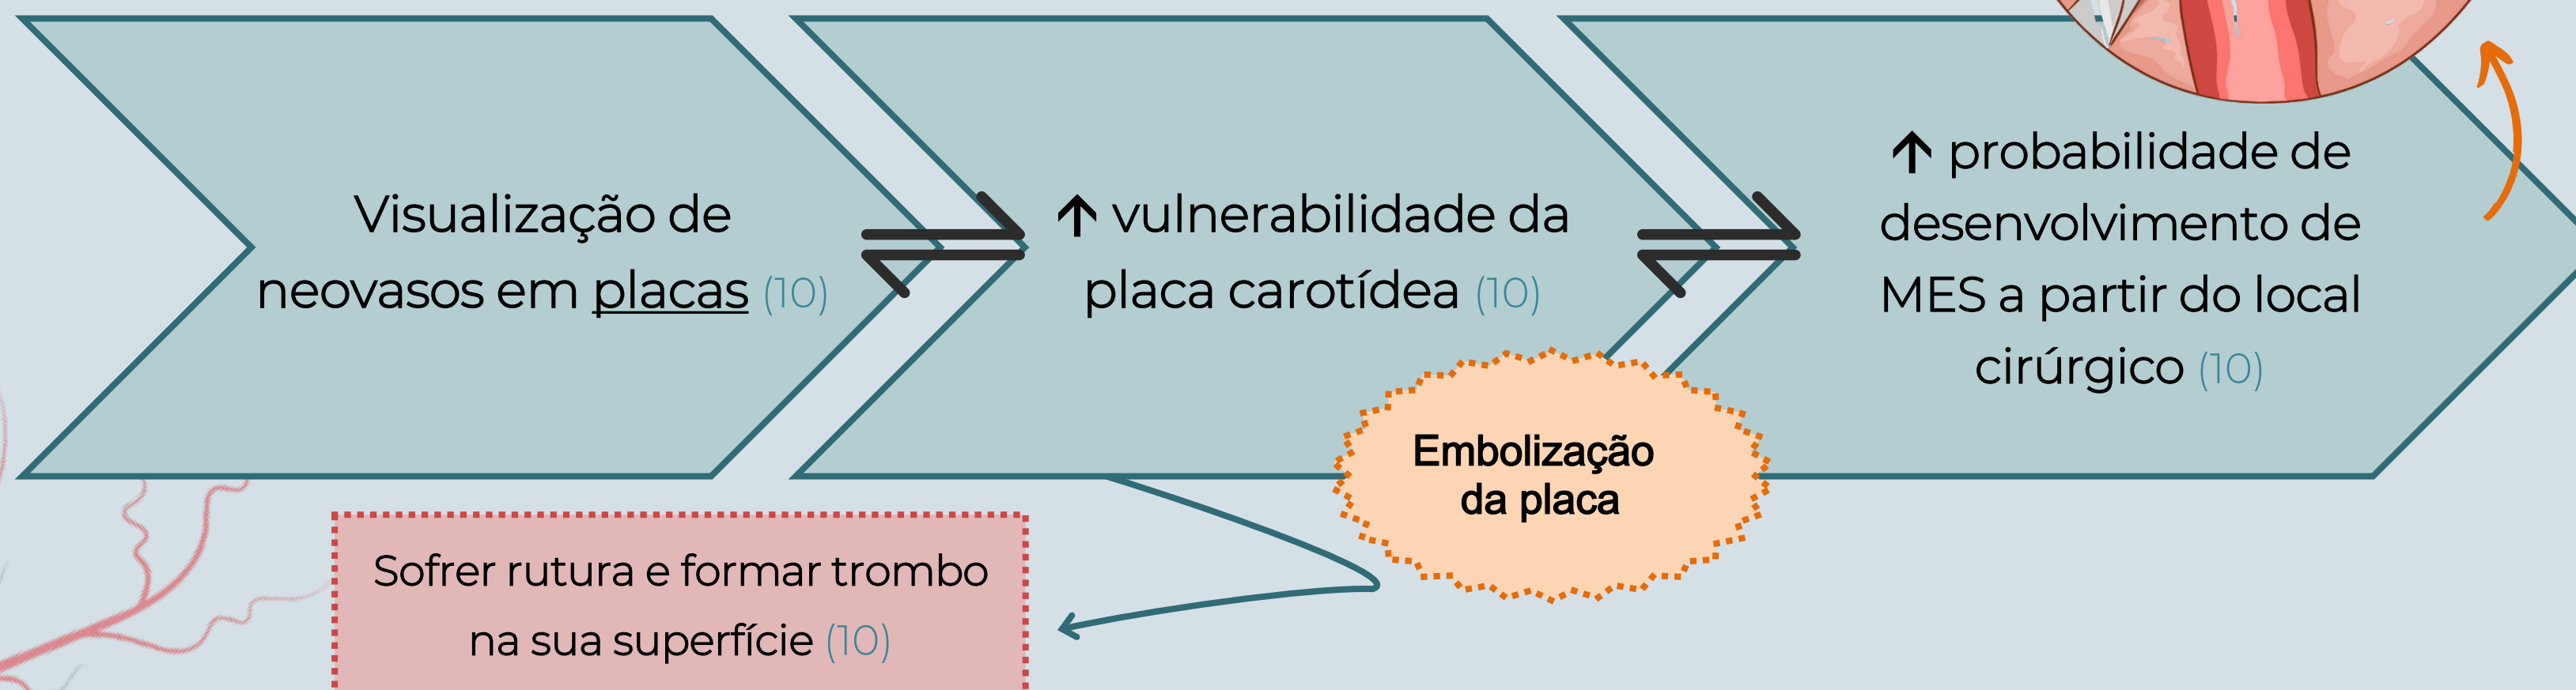 Visualização de
neovasos em placas (10)
↑ vulnerabilidade da
placa carotídea (10)
↑ probabilidade de
desenvolvimento de
MES a partir do local
cirúrgico (10)
Embolização
da placa
Sofrer rutura e formar trombo
na sua superfície (10)